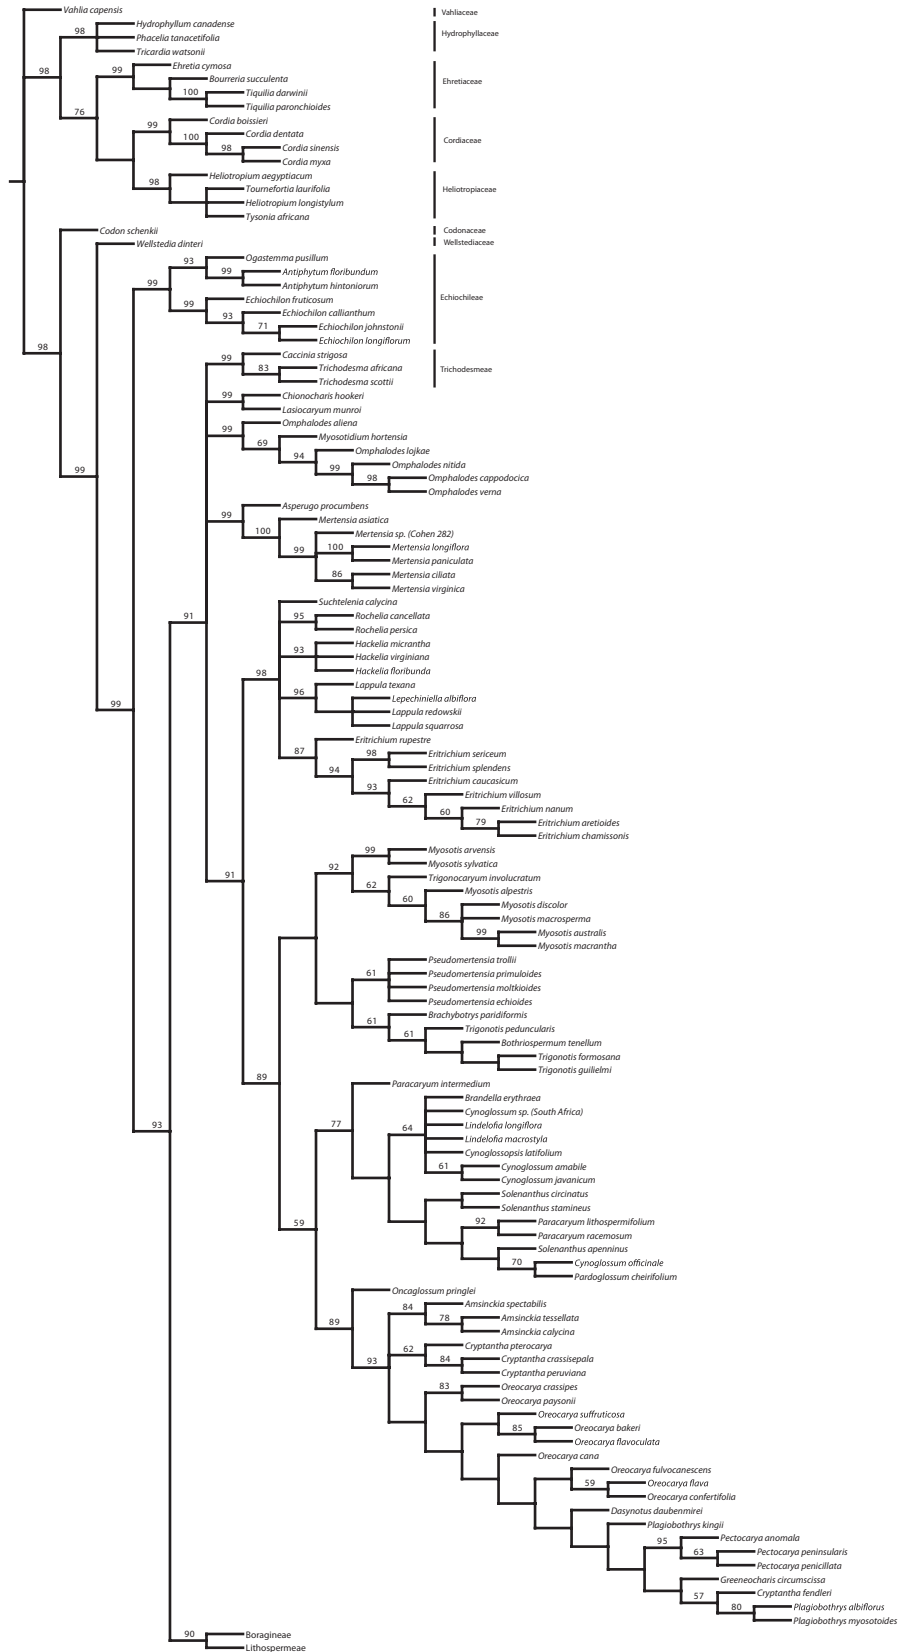 Vahlia capensis
Vahliaceae
Hydrophyllum canadense
98
Phacelia tanacetifolia
Hydrophyllaceae
Tricardia watsonii
98
Ehretia cymosa
99
Bourreria succulenta
Ehretiaceae
100
Tiquilia darwinii
Tiquilia paronchioides
76
Cordia boissieri
99
Cordia dentata
100
Cordiaceae
98
Cordia sinensis
Cordia myxa
Heliotropium aegyptiacum
98
Tournefortia laurifolia
Heliotropiaceae
Heliotropium longistylum
Tysonia africana
Codon schenkii
Codonaceae
Wellstedia dinteri
Wellstediaceae
Ogastemma pusillum
93
99
Antiphytum floribundum
Antiphytum hintoniorum
99
Echiochileae
Echiochilon fruticosum
99
Echiochilon callianthum
93
71
Echiochilon johnstonii
Echiochilon longiflorum
98
Caccinia strigosa
99
83
Trichodesma africana
Trichodesmeae
Trichodesma scottii
Chionocharis hookeri
99
Lasiocaryum munroi
Omphalodes aliena
99
Myosotidium hortensia
69
Omphalodes lojkae
94
Omphalodes nitida
99
99
98
Omphalodes cappodocica
Omphalodes verna
Asperugo procumbens
99
Mertensia asiatica
100
Mertensia sp. (Cohen 282)
100
Mertensia longiflora
99
Mertensia paniculata
86
Mertensia ciliata
Mertensia virginica
Suchtelenia calycina
91
95
Rochelia cancellata
Rochelia persica
Hackelia micrantha
93
Hackelia virginiana
Hackelia floribunda
98
Lappula texana
96
Lepechiniella albiflora
99
Lappula redowskii
Lappula squarrosa
Eritrichium rupestre
87
98
Eritrichium sericeum
Eritrichium splendens
94
Eritrichium caucasicum
93
Eritrichium villosum
62
Eritrichium nanum
60
79
Eritrichium aretioides
Eritrichium chamissonis
99
Myosotis arvensis
Myosotis sylvatica
92
91
Trigonocaryum involucratum
62
Myosotis alpestris
60
Myosotis discolor
86
Myosotis macrosperma
99
Myosotis australis
Myosotis macrantha
Pseudomertensia trollii
61
Pseudomertensia primuloides
Pseudomertensia moltkioides
Pseudomertensia echioides
Brachybotrys paridiformis
61
Trigonotis peduncularis
61
Bothriospermum tenellum
Trigonotis formosana
Trigonotis guilielmi
89
Paracaryum intermedium
Brandella erythraea
Cynoglossum sp. (South Africa)
93
77
64
Lindelofia longiflora
Lindelofia macrostyla
Cynoglossopsis latifolium
61
Cynoglossum amabile
Cynoglossum javanicum
Solenanthus circinatus
Solenanthus stamineus
59
92
Paracaryum lithospermifolium
Paracaryum racemosum
Solenanthus apenninus
70
Cynoglossum officinale
Pardoglossum cheirifolium
Oncaglossum pringlei
84
Amsinckia spectabilis
78
Amsinckia tessellata
89
Amsinckia calycina
62
Cryptantha pterocarya
93
84
Cryptantha crassisepala
Cryptantha peruviana
83
Oreocarya crassipes
Oreocarya paysonii
Oreocarya suffruticosa
85
Oreocarya bakeri
Oreocarya flavoculata
Oreocarya cana
Oreocarya fulvocanescens
59
Oreocarya flava
Oreocarya confertifolia
Dasynotus daubenmirei
Plagiobothrys kingii
95
Pectocarya anomala
63
Pectocarya peninsularis
Pectocarya penicillata
Greeneocharis circumscissa
57
Cryptantha fendleri
80
Plagiobothrys albiflorus
Plagiobothrys myosotoides
90
Boragineae
Lithospermeae